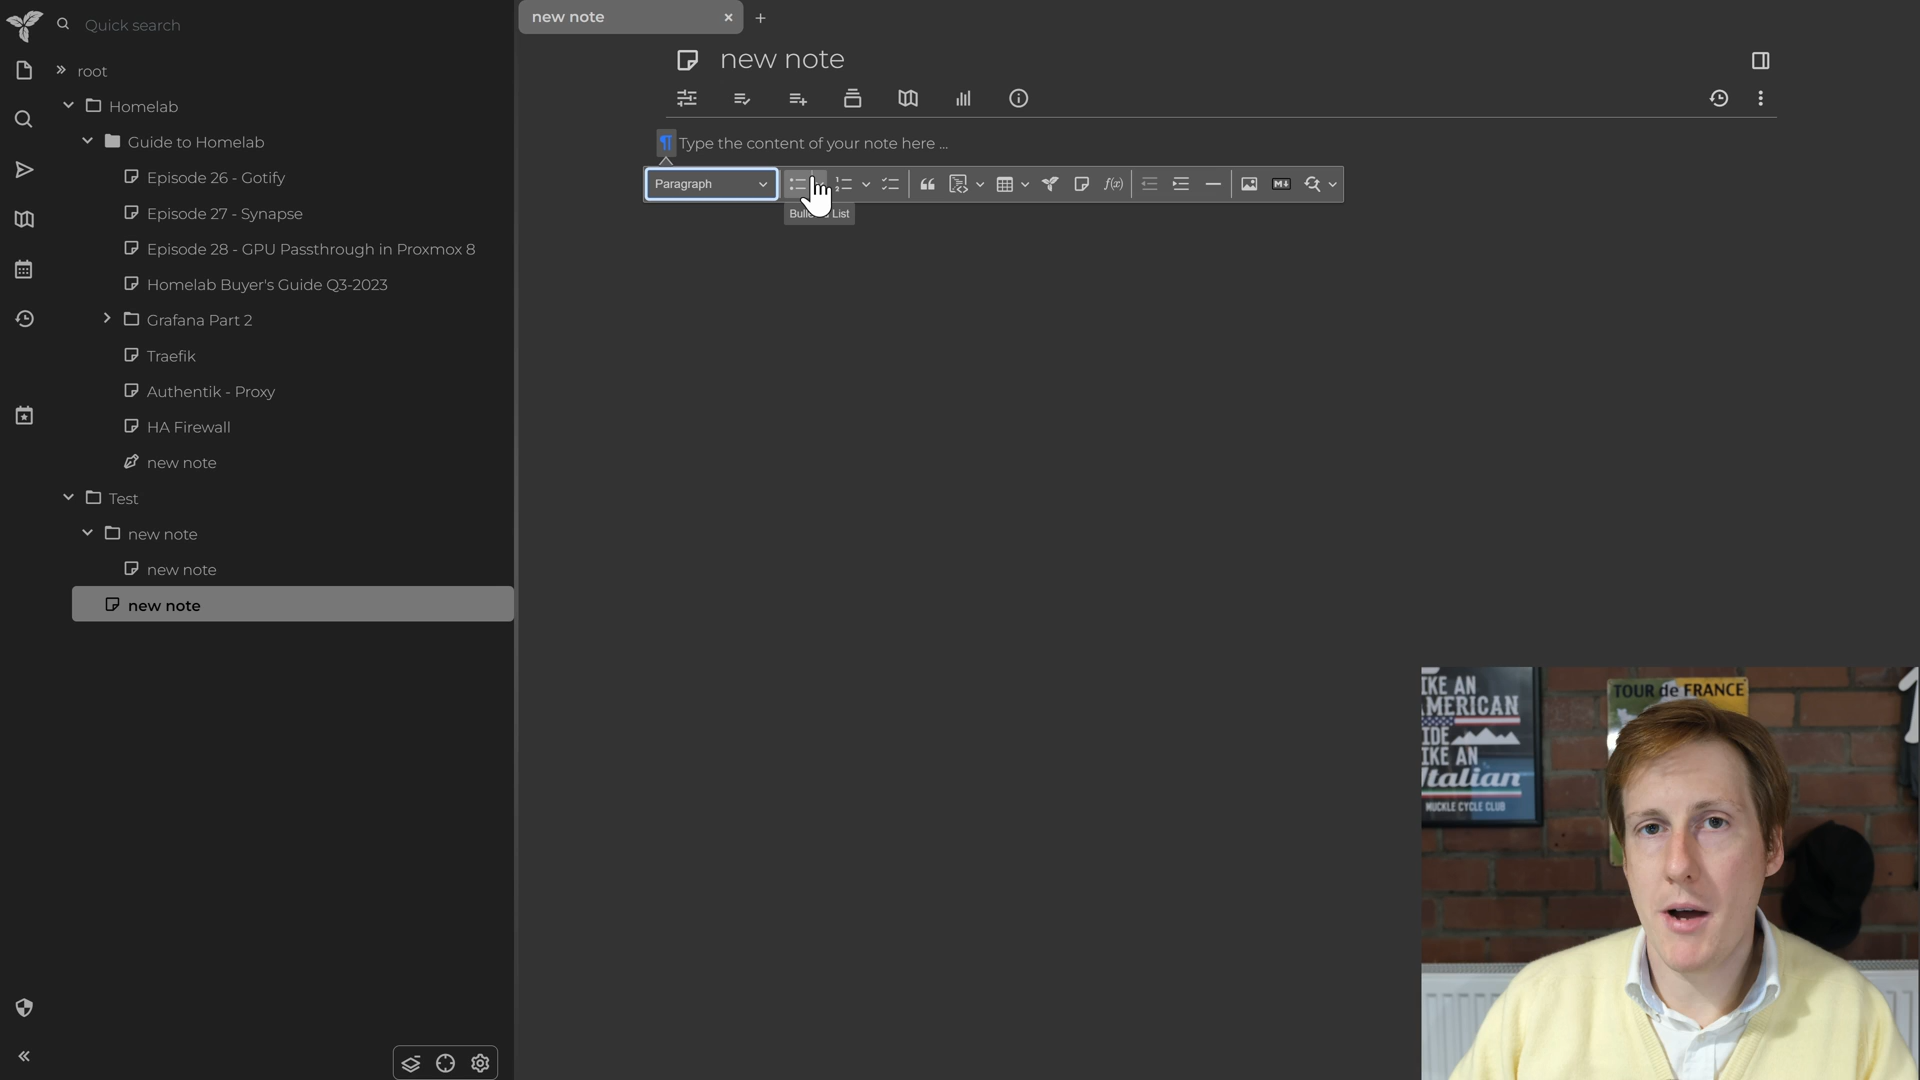 Quick search
root
Homelab
Guide to Homelab
Episode 26 - Gotify
Episode 27 - Synapse
Episode 28 - GPU Passthrough in Proxmox 8
Homelab Buyer's Guide Q3-2023
Grafana Part 2
Traefik
Authentik - Proxy
HA Firewall
new note
Test
new note
new note
new note
new note
new note
Type the content of your note here ...
Paragraph
List
IKE AN
MERICAN
IDE
IKE AN
Italian
MUCKLE CYCLE CLUB
TOUR de FRANCE